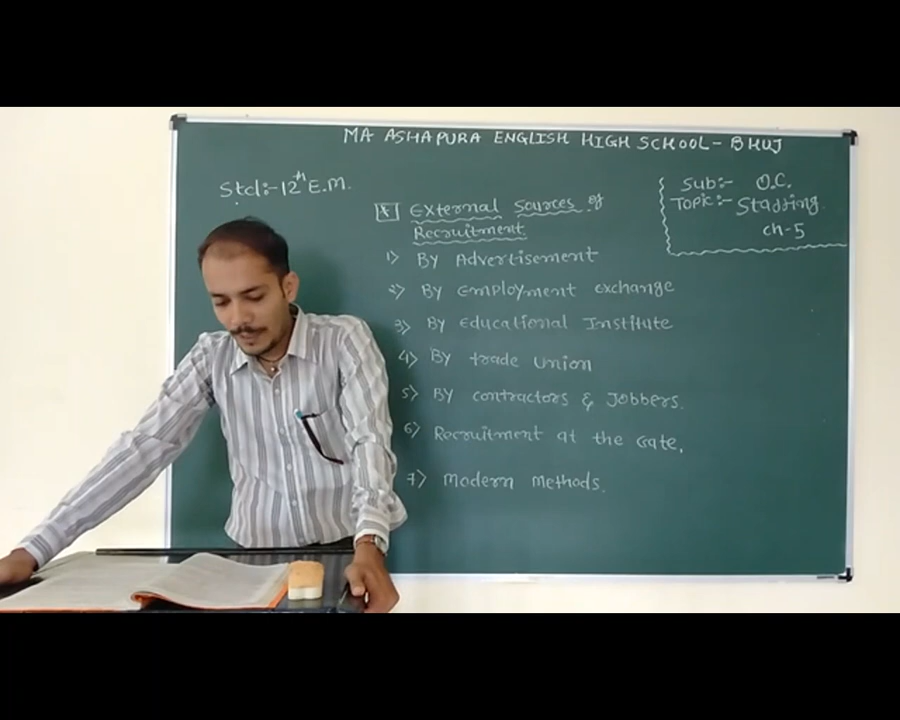 MA ASHAPURA ENGLISH HIGH SCHOOL - BHUJ
Std:- 12th E.M.
Sub:- O.C.
Topic:- Staffing
ch-5
* External Sources of
Recruitment
1> By Advertisement
2> By Employment exchange
3> By Educational Institute
4> By trade union
5> By contractors & Jobbers.
6> Recruitment at the Gate.
7> Modern Methods.